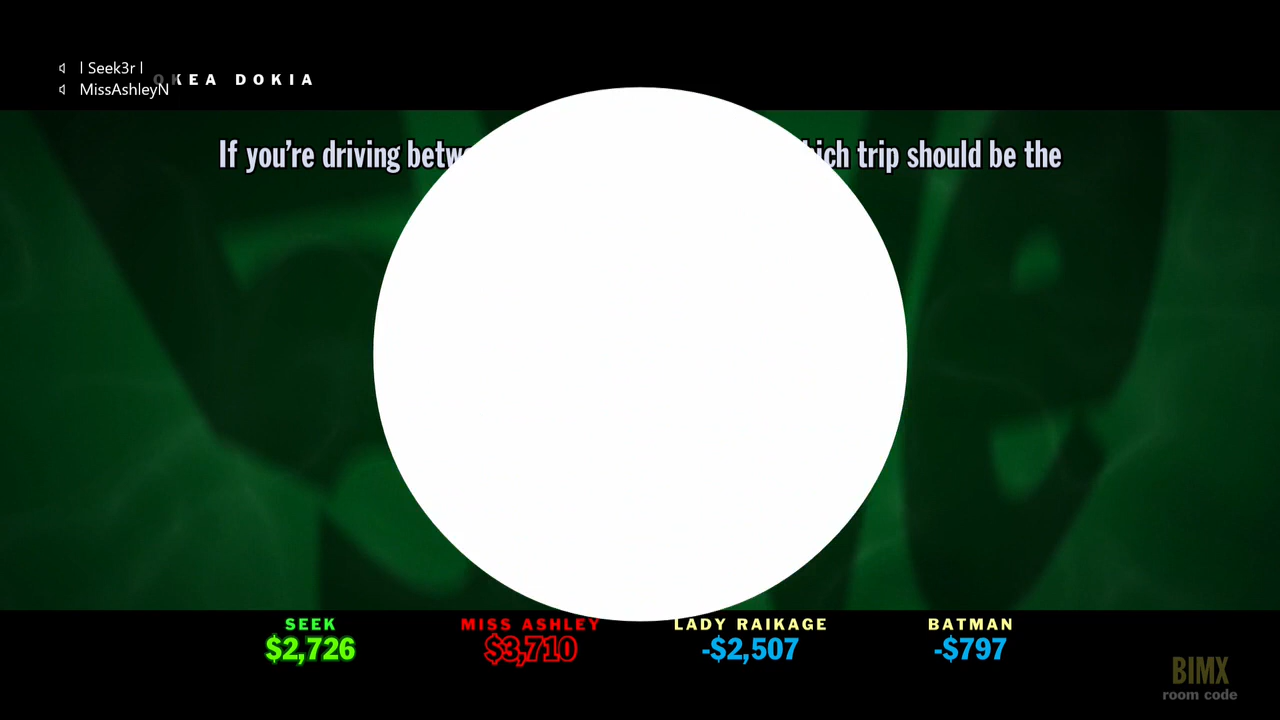 l Seek3r l
OKEA DOKIA
MissAshleyN
If you're driving hich trip should be the
SEEK MISS ASHLEY LADY RAIKAGE BATMAN
$2,726 $3,710 -$2,507 -$797
BIMX
room code